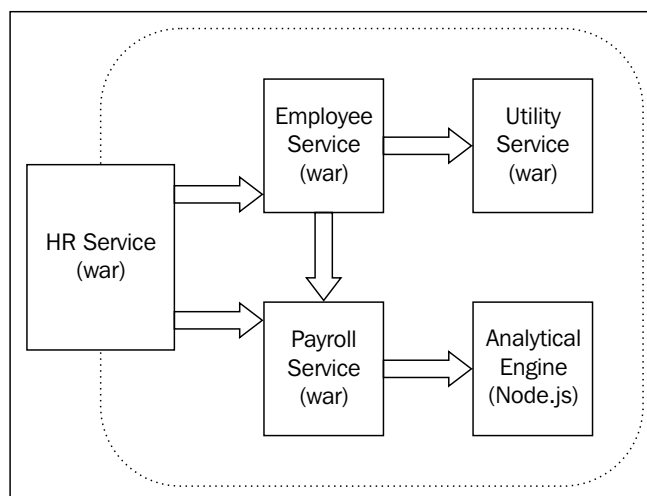 Employee
Service
(war)
Utility
Service
(war)
HR Service
(war)
Payroll
Service
(war)
Analytical
Engine
(Node.js)